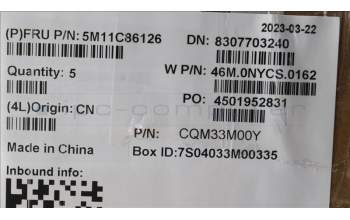 2023-03-22
(P)FRU P/N: 5M11C86126
DN: 8307703240
Quantity: 5
W P/N: 46M.0NYCS.0162
(4L)Origin: CN
PO: 4501952831
P/N: CQM33M00Y
Made in China
Box ID:7S04033M00335
Inbound info: